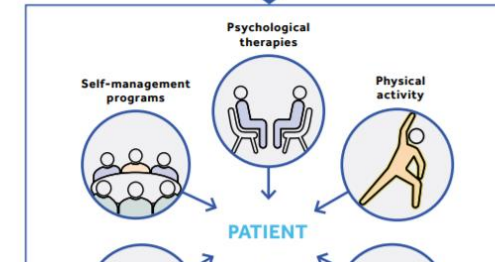 Psychological
therapies
Self-management
programs
Physical
activity
PATIENT